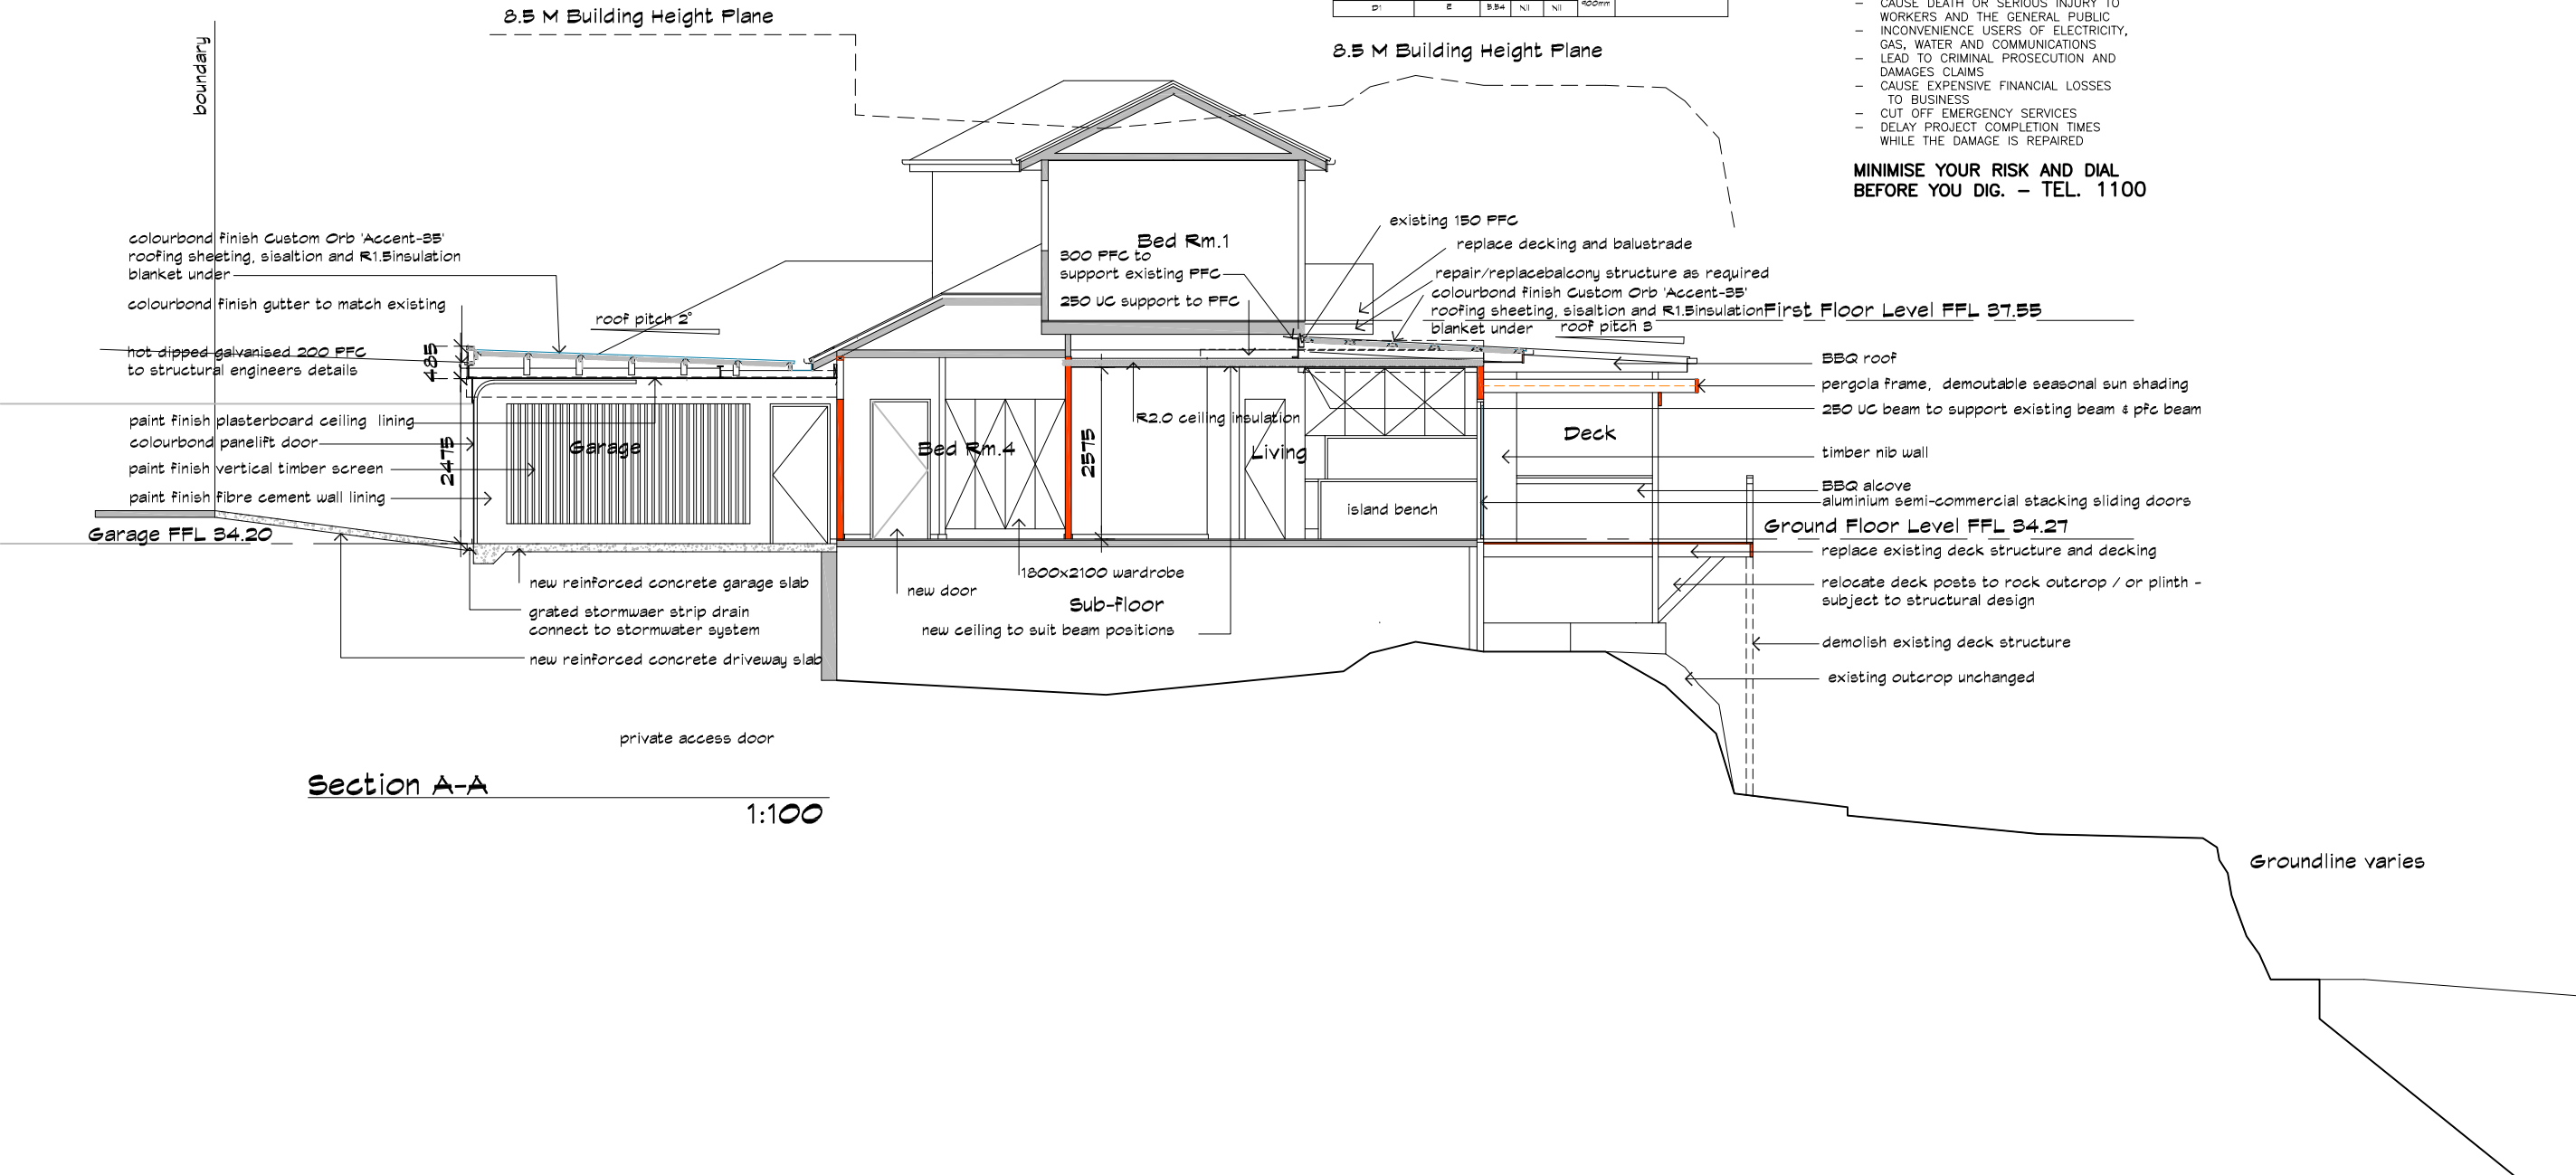 8.5 M Building Height Plane
D1 E 5.54 Nil Nil 900mm
- CAUSE DEATH OR SERIOUS INJURY TO
WORKERS AND THE GENERAL PUBLIC
- INCONVENIENCE USERS OF ELECTRICITY,
GAS, WATER AND COMMUNICATIONS
- LEAD TO CRIMINAL PROSECUTION AND
DAMAGES CLAIMS
- CAUSE EXPENSIVE FINANCIAL LOSSES
TO BUSINESS
- CUT OFF EMERGENCY SERVICES
- DELAY PROJECT COMPLETION TIMES
WHILE THE DAMAGE IS REPAIRED
MINIMISE YOUR RISK AND DIAL
BEFORE YOU DIG. - TEL. 1100
8.5 M Building Height Plane
boundary
colourbond finish Custom Orb 'Accent-35'
roofing sheeting, sisaltion and R1.5insulation
blanket under
colourbond finish gutter to match existing
roof pitch 2°
hot dipped galvanised 200 PFC
to structural engineers details
485
paint finish plasterboard ceiling lining
colourbond panelift door
paint finish vertical timber screen
paint finish fibre cement wall lining
2475
Garage FFL 34.20
Garage
Bed Rm.1
300 PFC to
support existing PFC
250 UC support to PFC
existing 150 PFC
replace decking and balustrade
repair/replacebalcony structure as required
colourbond finish Custom Orb 'Accent-35'
roofing sheeting, sisaltion and R1.5insulation
blanket under
roof pitch 3
First Floor Level FFL 37.55
BBQ roof
pergola frame, demoutable seasonal sun shading
250 UC beam to support existing beam & pfc beam
R2.0 ceiling insulation
Bed Rm.4
25775
Living
Deck
island bench
timber nib wall
BBQ alcove
aluminium semi-commercial stacking sliding doors
Ground Floor Level FFL 34.27
replace existing deck structure and decking
relocate deck posts to rock outcrop / or plinth -
subject to structural design
demolish existing deck structure
existing outcrop unchanged
new reinforced concrete garage slab
grated stormwaer strip drain
connect to stormwater system
new reinforced concrete driveway slab
new door
1800x2100 wardrobe
Sub-floor
new ceiling to suit beam positions
private access door
Section A-A
1:100
Groundline varies